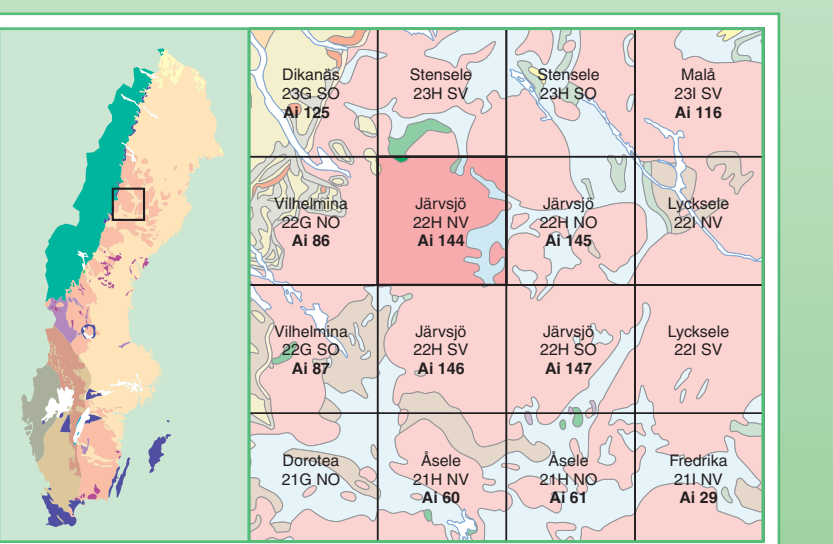 Dikanäs
23G SO
Ai 125
Stensele
23H SV
Stensele
23H SO
Malå
23I SV
Ai 116
Vilhelmina
22G NO
Ai 86
Järvsjö
22H NV
Ai 144
Järvsjö
22H NO
Ai 145
Lycksele
22I NV
Vilhelmina
22G SO
Ai 87
Järvsjö
22H SV
Ai 146
Järvsjö
22H SO
Ai 147
Lycksele
22I SV
Dorotea
21G NO
Åsele
21H NV
Ai 60
Åsele
21H NO
Ai 61
Fredrika
21I NV
Ai 29